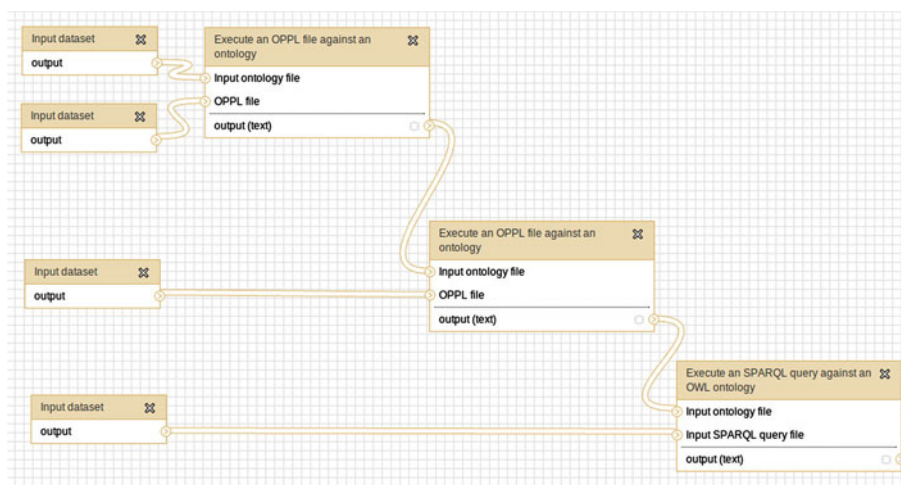 Input dataset
output
Execute an OPPL file against an
ontology
Input ontology file
OPPL file
output (text)
Input dataset
output
Execute an OPPL file against an
ontology
Input ontology file
OPPL file
output (text)
Input dataset
output
Execute an SPARQL query against an
OWL ontology
Input ontology file
Input SPARQL query file
output (text)
Input dataset
output